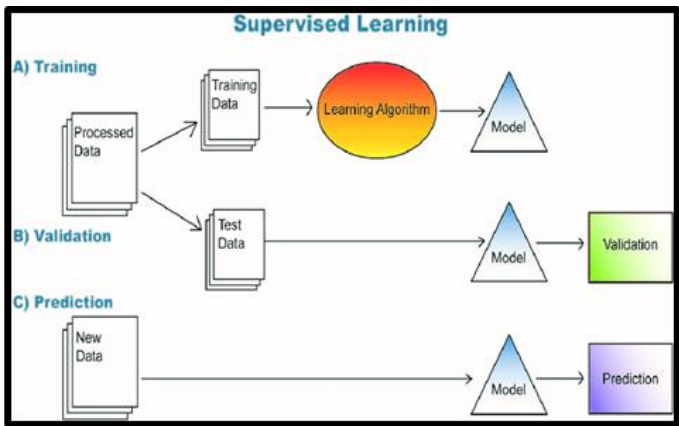 Supervised Learning
A) Training
Processed
Data
Training
Data
Learning Algorithm
Model
B) Validation
Test
Data
Model
Validation
C) Prediction
New
Data
Model
Prediction